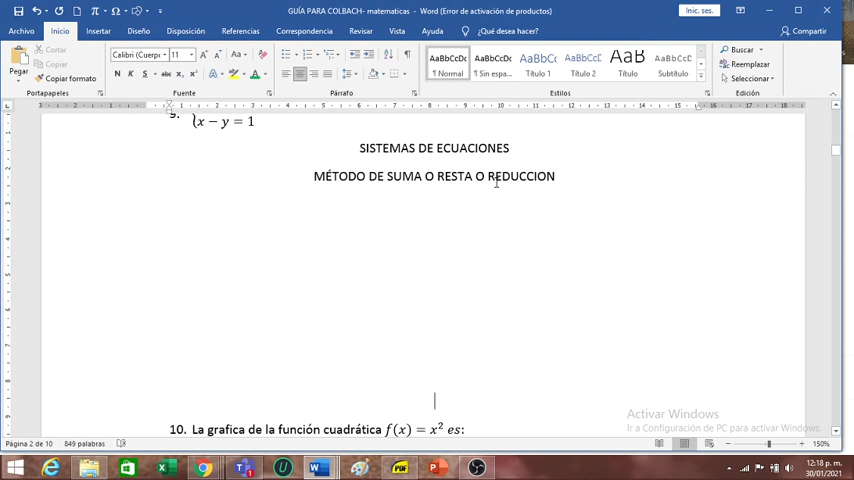 GUÍA PARA COLBACH- matematicas - Word (Error de activación de productos)
Inic. ses.
Archivo Inicio Insertar Diseño Disposición Referencias Correspondencia Revisar Vista Ayuda ¿Qué desea hacer? Compartir
Pegar
Cortar
Copiar
Copiar formato
Portapapeles
Calibri (Cuerpo 11
Fuente
Párrafo
AaBbCcDc AaBbCcDc AaBbCc AaBbCcD AaB AaBbCcD
¶ Normal ¶ Sin espa... Título 1 Título 2 Título Subtítulo
Estilos
Buscar
Reemplazar
Seleccionar
Edición
x − y = 1
SISTEMAS DE ECUACIONES
MÉTODO DE SUMA O RESTA O REDUCCION
10. La grafica de la función cuadrática f(x) = x² es:
Activar Windows
Ir a Configuración de PC para activar Windows.
Página 2 de 10 849 palabras 150%
12:18 p. m.
30/01/2021